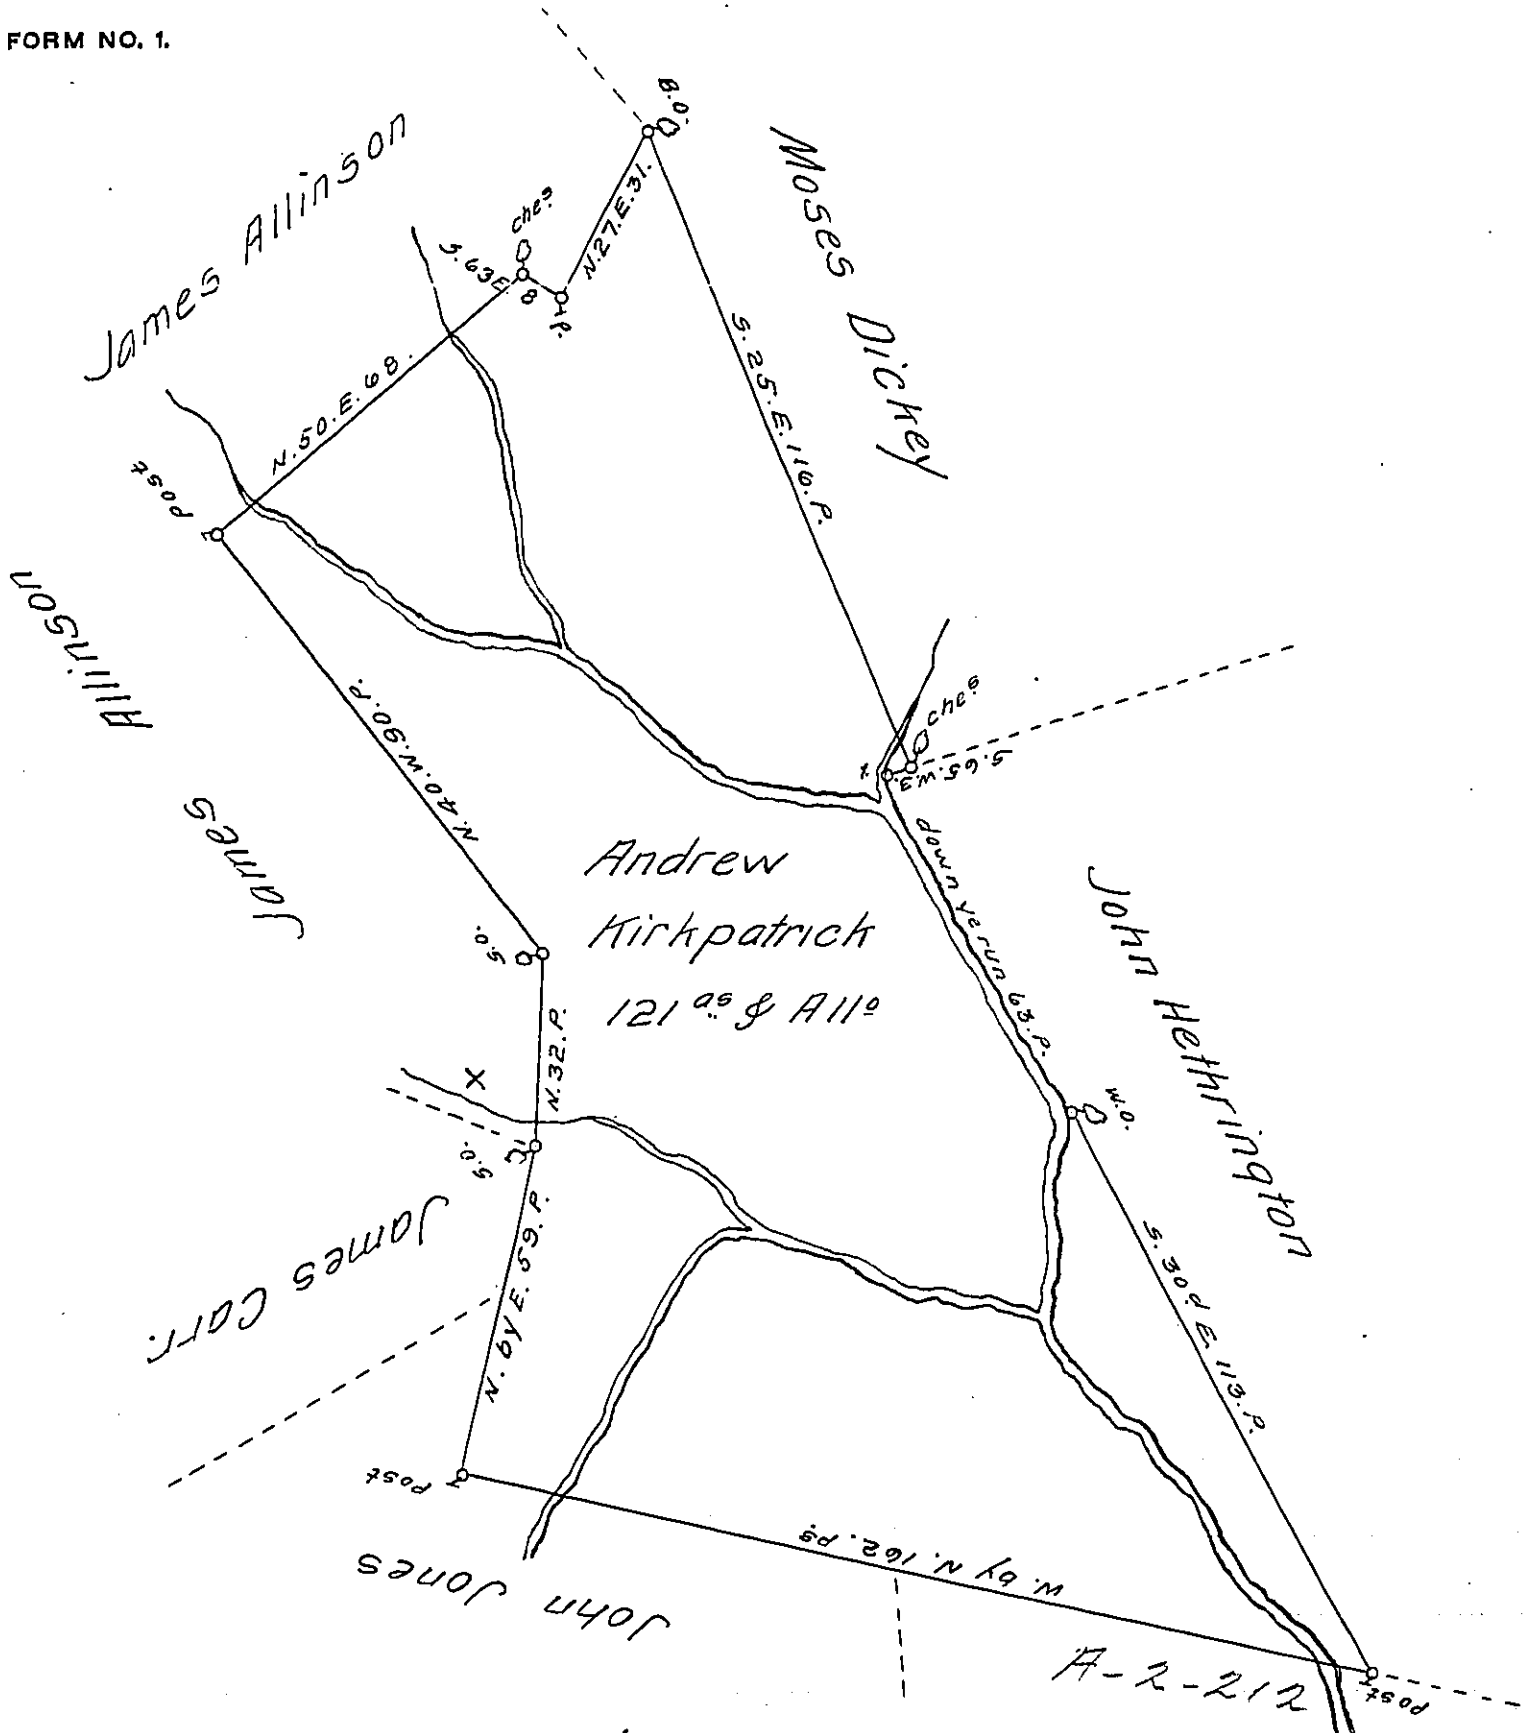 FORM NO. 1.
B.O.
James Allinson
Moses Dickey
ches
S.63E. 8
P.
N.27.E.31.
N.50.E.68.
S.25.E.116.P.
Post
James Allinson
N.40.W.90.P.
ches
S.65.W.3.
Andrew
Kirkpatrick
121 as & Allo
down ye run 63.P.
John Hethrington
S.O.
N.32.P.
X
S.O.
W.O.
James Carr.
N. by E. 59. P.
S.30d E. 113.P.
Post
W. by N. 162. ps
John Jones
A-2-212
Post